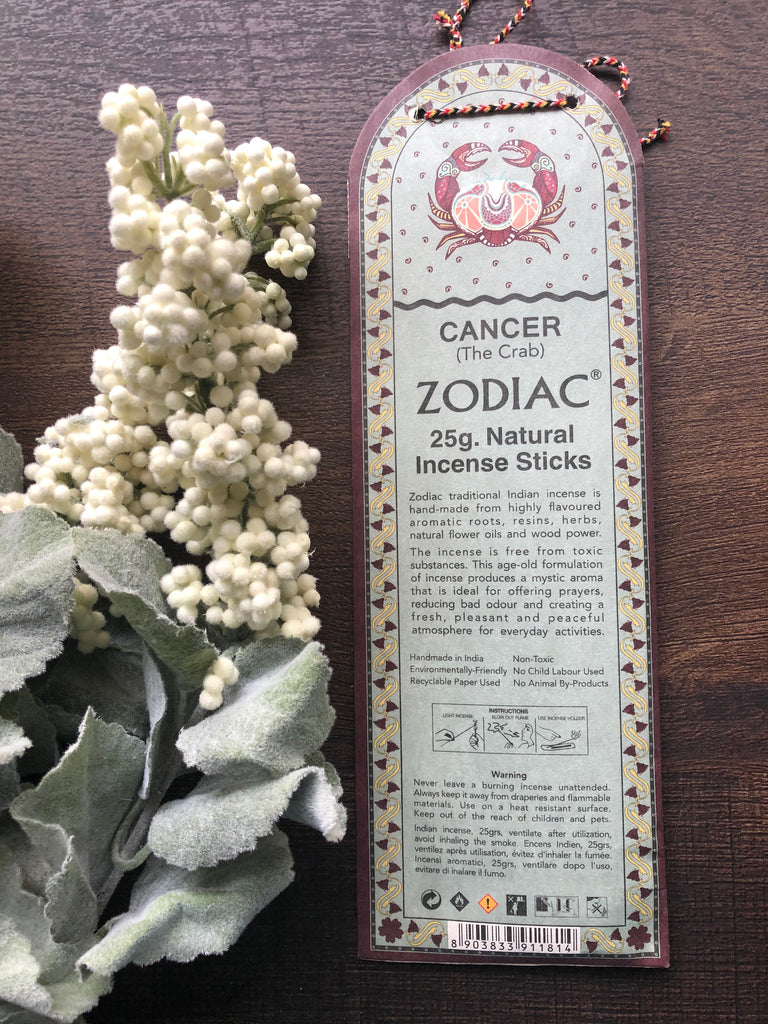 CANCER
(The Crab)
ZODIAC®
25g. Natural
Incense Sticks
Zodiac traditional Indian incense is
hand-made from highly flavoured
aromatic roots, resins, herbs,
natural flower oils and wood power.
The incense is free from toxic
substances. This age-old formulation
of incense produces a mystic aroma
that is ideal for offering prayers,
reducing bad odour and creating a
fresh, pleasant and peaceful
atmosphere for everyday activities.
Handmade in India Non-Toxic
Environmentally-Friendly No Child Labour Used
Recyclable Paper Used No Animal By-Products
INSTRUCTIONS
LIGHT INCENSE BLOW OUT FLAME USE INCENSE HOLDER
Warning
Never leave a burning incense unattended.
Always keep it away from draperies and flammable
materials. Use on a heat resistant surface.
Keep out of the reach of children and pets.
Indian incense, 25grs, ventilate after utilization,
avoid inhaling the smoke. Encens Indien, 25grs,
ventilez après utilisation, évitez d'inhaler la fumée.
Incensi aromatici, 25grs, ventilare dopo l'uso,
evitare di inalare il fumo.
8 903833 911814